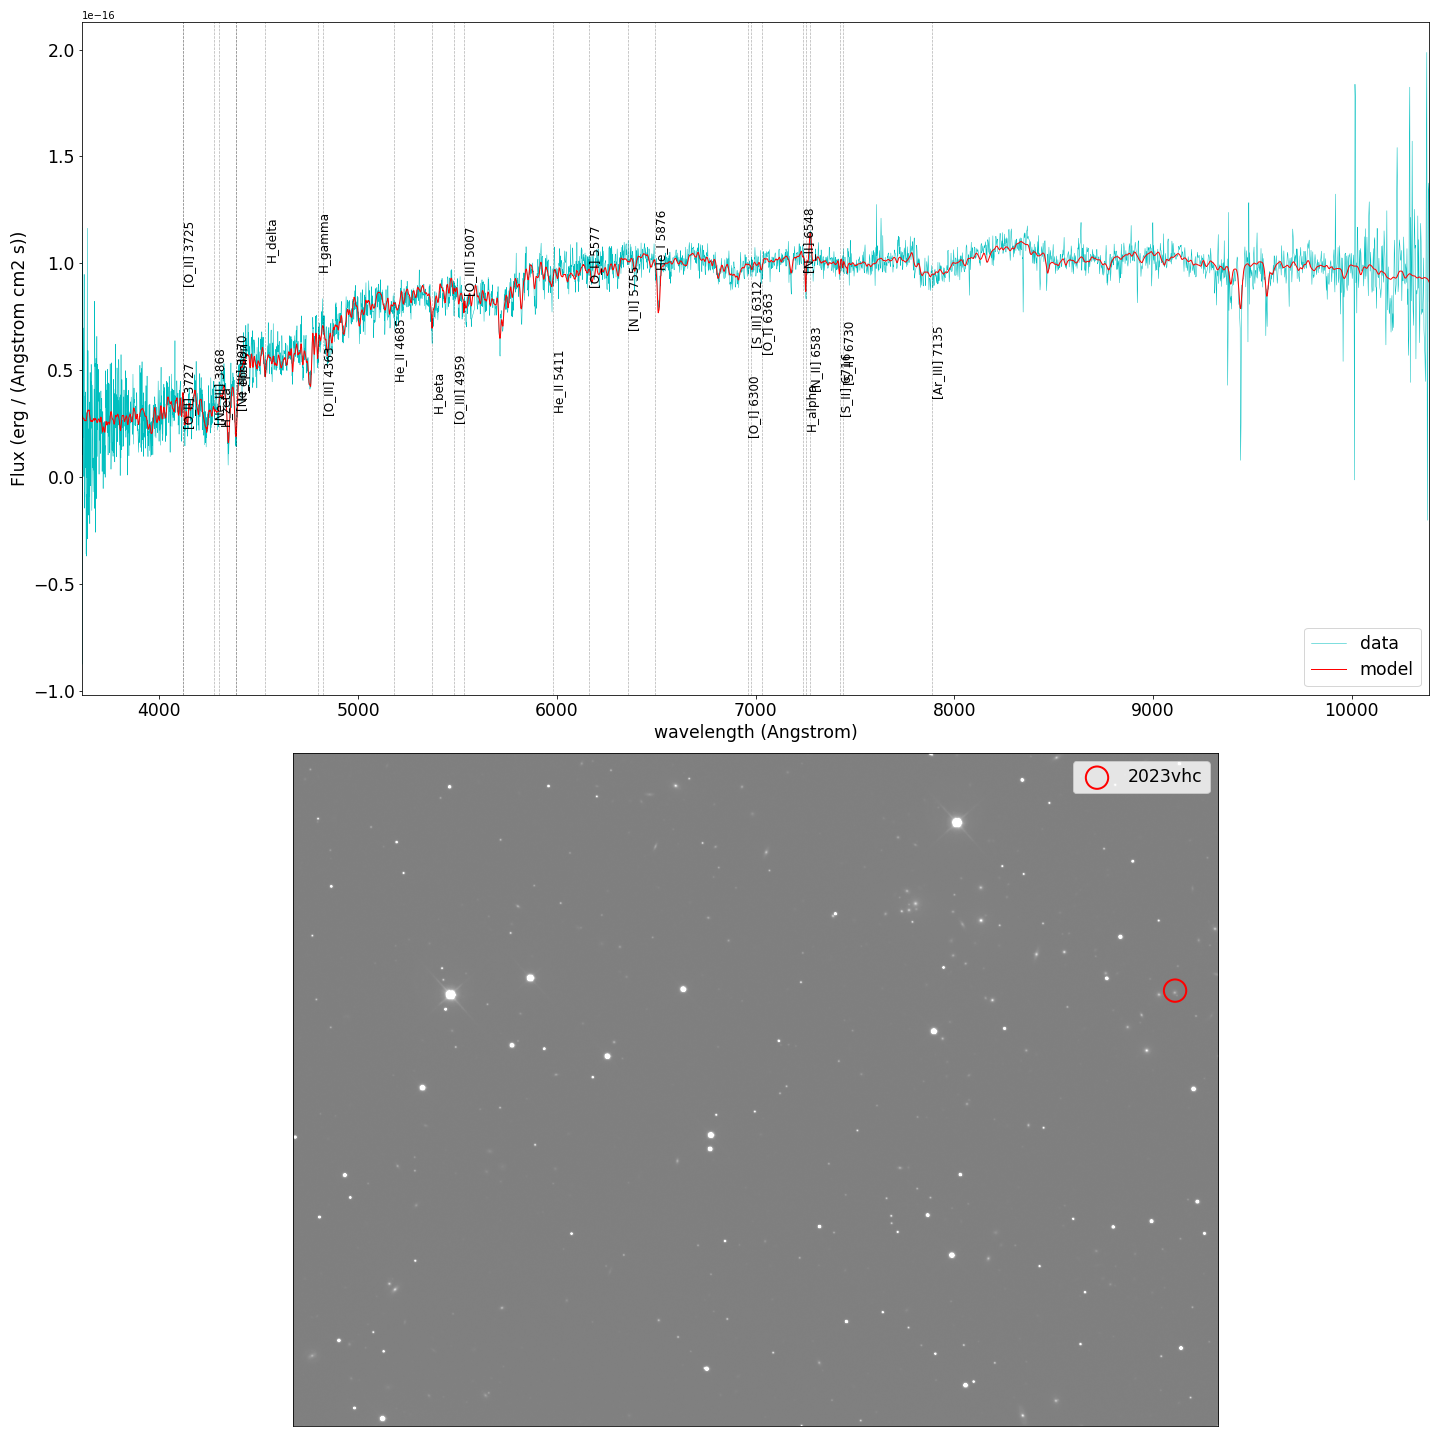 1e−16
Flux (erg / (Angstrom cm2 s))
2.0
1.5
1.0
0.5
0.0
−0.5
−1.0
[O_II] 3725
[O_II] 3727
[Ne_III] 3868
H_zeta
H_delta
H_gamma
[O_III] 4363
He_II 4685
H_beta
[O_III] 4959
[O_III] 5007
He_II 5411
[O_I] 5577
[N_II] 5755
He_I 5876
[O_I] 6300
[S_III] 6312
[O_I] 6363
[N_II] 6548
H_alpha
[N_II] 6583
[S_II] 6716
[S_II] 6730
[Ar_III] 7135
data
model
4000 5000 6000 7000 8000 9000 10000
wavelength (Angstrom)
2023vhc